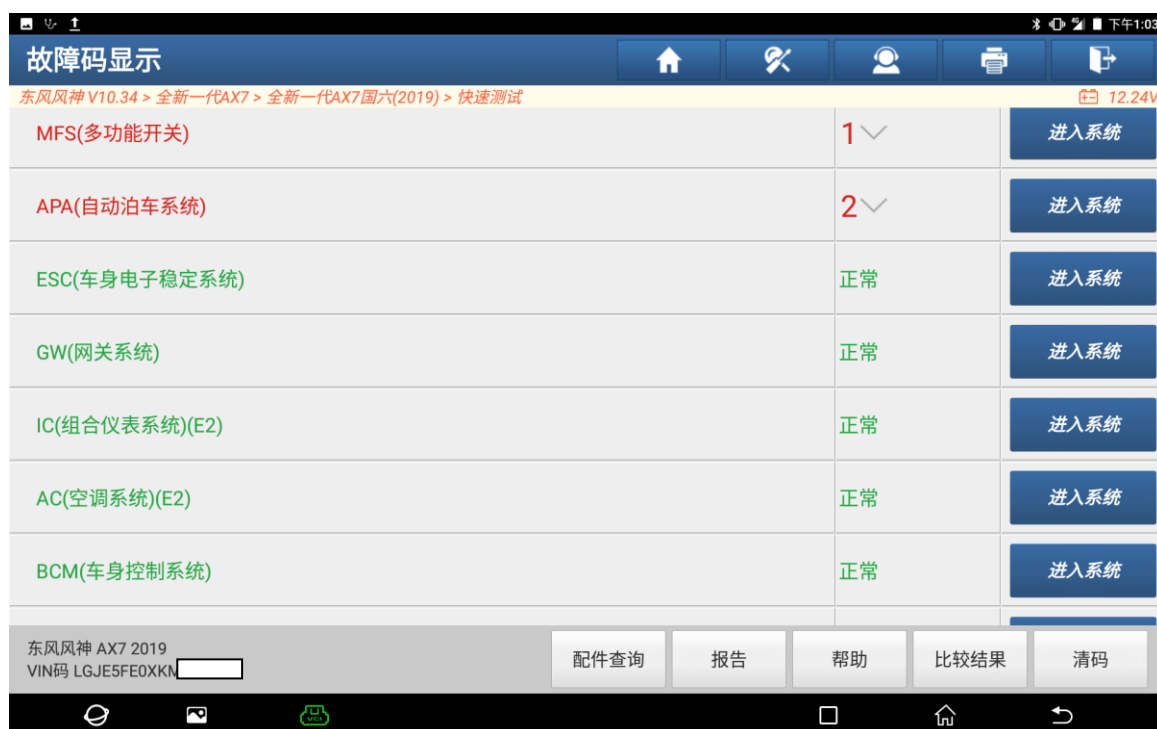 下午1:03
故障码显示
东风风神 V10.34 > 全新一代AX7 > 全新一代AX7国六(2019) > 快速测试
12.24V
MFS(多功能开关)
1
进入系统
APA(自动泊车系统)
2
进入系统
ESC(车身电子稳定系统)
正常
进入系统
GW(网关系统)
正常
进入系统
IC(组合仪表系统)(E2)
正常
进入系统
AC(空调系统)(E2)
正常
进入系统
BCM(车身控制系统)
正常
进入系统
东风风神 AX7 2019
VIN码 LGJE5FE0XKM
配件查询
报告
帮助
比较结果
清码
VCI